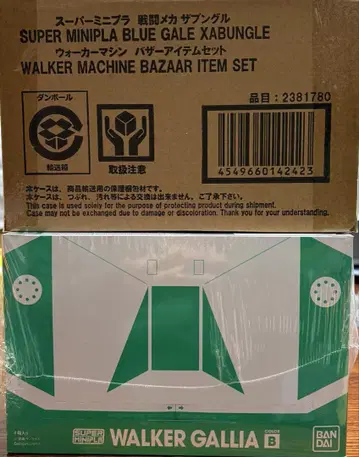 スーパーミニプラ 戦闘メカ ザブングル
SUPER MINIPLA BLUE GALE XABUNGLE
ウォーカーマシン バザーアイテムセット
WALKER MACHINE BAZAAR ITEM SET
品目：2381780
ダンボール
輸送箱
取扱注意
4549660142423
本ケースは、商品輸送用の保護梱包材です。
本ケースは、つぶれ、汚れ等による交換は出来ません。ご了承下さい。
This case is used solely for the purpose of protecting product during shipment.
Case may not be exchanged due to damage or discoloration. Thank you for your understanding.
SUPER MINIPLA
WALKER GALLIA
COLOR
B
BAN
DAI